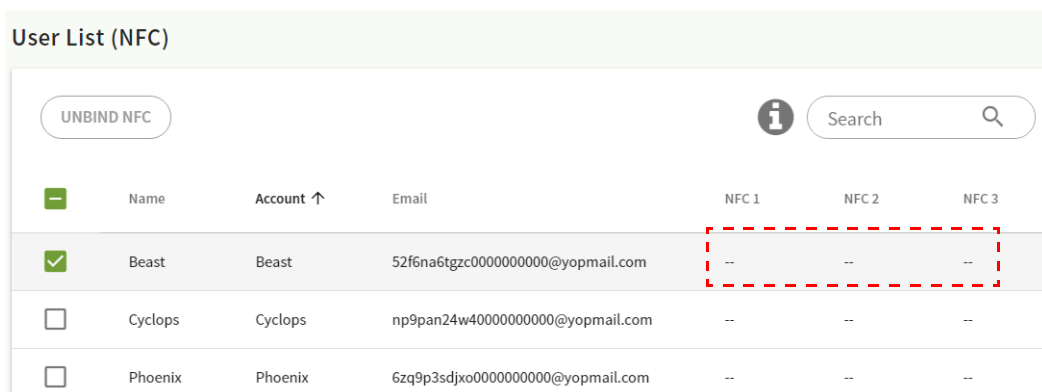 User List (NFC)
UNBIND NFC
Search
Name Account ↑ Email NFC 1 NFC 2 NFC 3
Beast Beast 52f6na6tgzc0000000000@yopmail.com -- -- --
Cyclops Cyclops np9pan24w40000000000@yopmail.com -- -- --
Phoenix Phoenix 6zq9p3sdjxo0000000000@yopmail.com -- -- --